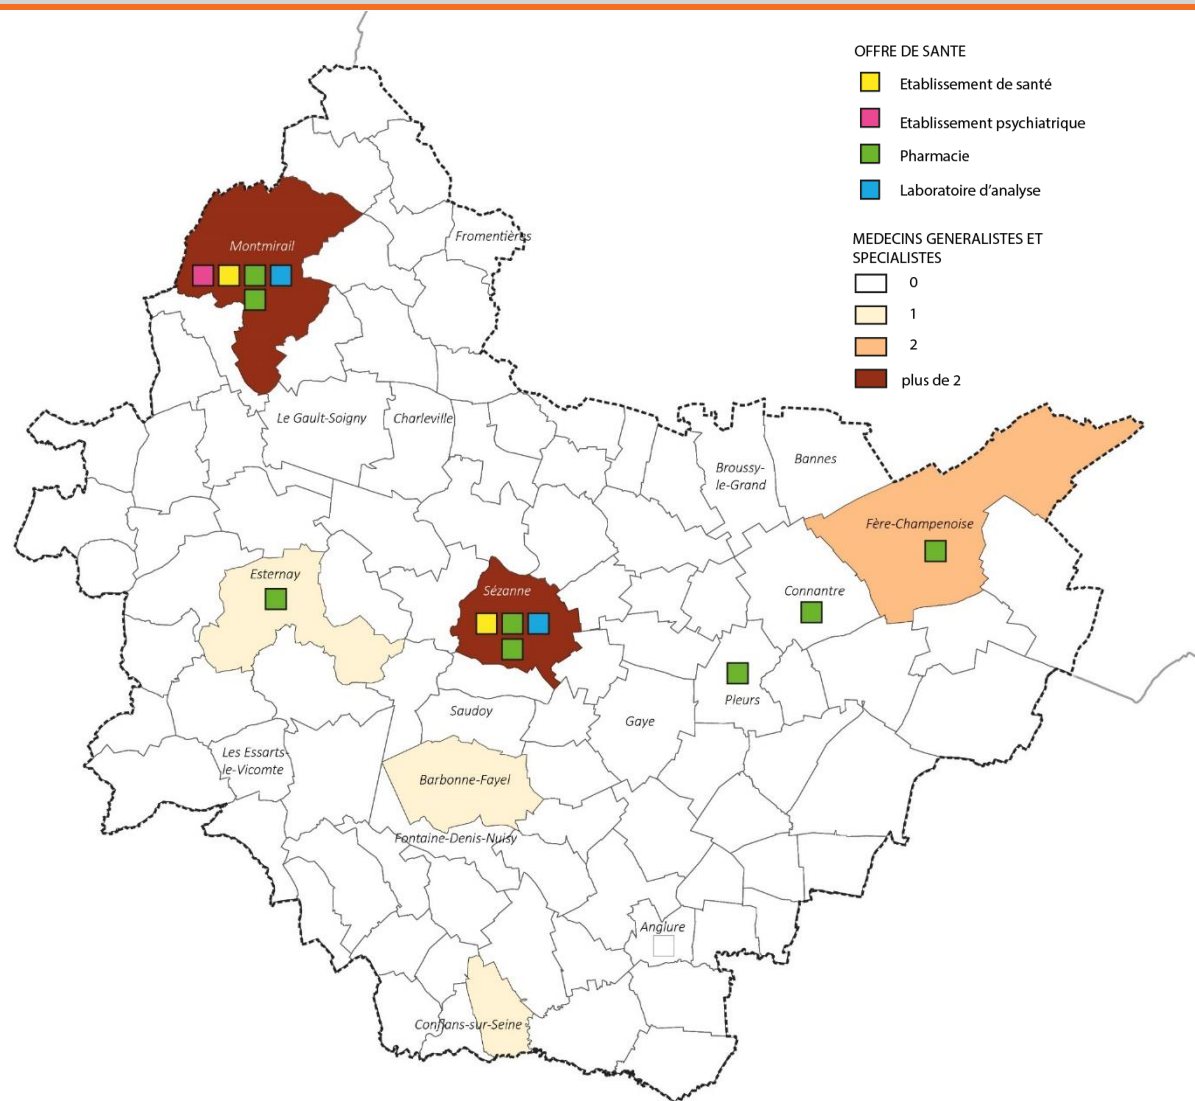 OFFRE DE SANTE
Etablissement de santé
Etablissement psychiatrique
Pharmacie
Laboratoire d'analyse
MEDECINS GENERALISTES ET
SPECIALISTES
0
1
2
plus de 2
Montmirail
Fromentières
Le Gault-Soigny
Charleville
Broussy-
le-Grand
Bannes
Fère-Champenoise
Esternay
Sézanne
Connantre
Pleurs
Saudoy
Gaye
Les Essarts-
le-Vicomte
Barbonne-Fayel
Fontaine-Denis-Nuisy
Anglure
Conflans-sur-Seine